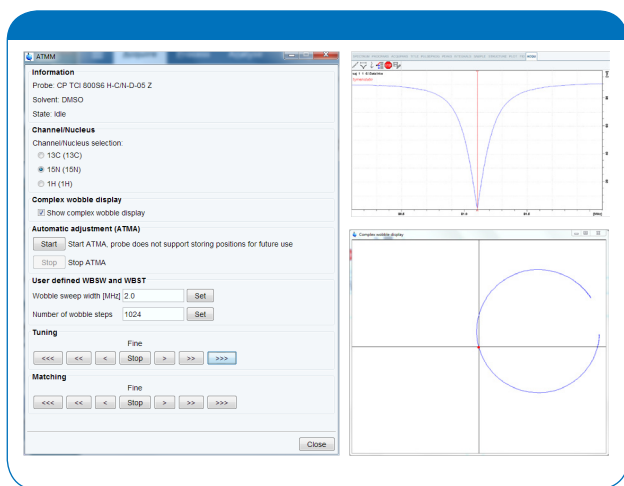 ATMM
Information
Probe: CP TCI 800S6 H-C/N-D-05 Z
Solvent: DMSO
State: Idle
Channel/Nucleus
Channel/Nucleus selection:
13C (13C)
15N (15N)
1H (1H)
Complex wobble display
Show complex wobble display
Automatic adjustment (ATMA)
Start Start ATMA, probe does not support storing positions for future use
Stop Stop ATMA
User defined WBSW and WBST
Wobble sweep width [MHz] 2.0 Set
Number of wobble steps 1024 Set
Tuning
Fine
<<< << < Stop > >> >>>
Matching
Fine
<<< << < Stop > >> >>>
Close
Complex wobble display